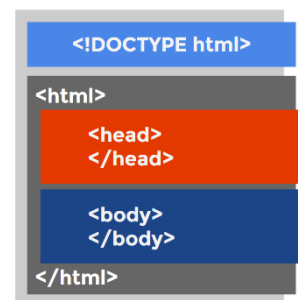 <!DOCTYPE html>
<html>
<head>
</head>
<body>
</body>
</html>